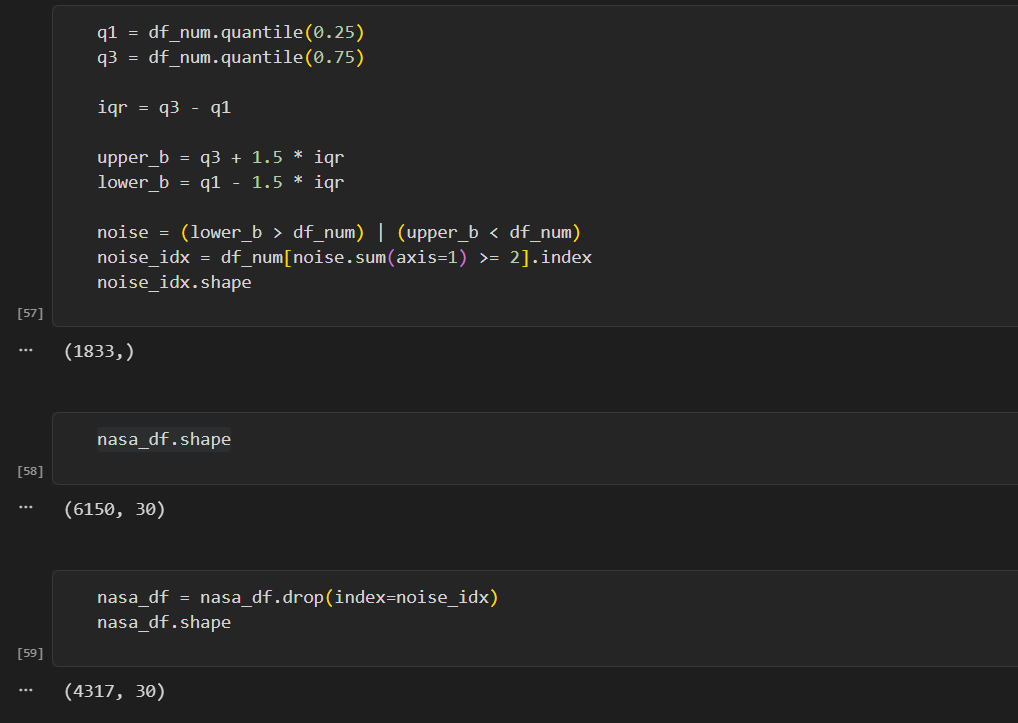 q1 = df_num.quantile(0.25)
q3 = df_num.quantile(0.75)
iqr = q3 - q1
upper_b = q3 + 1.5 * iqr
lower_b = q1 - 1.5 * iqr
noise = (lower_b > df_num) | (upper_b < df_num)
noise_idx = df_num[noise.sum(axis=1) >= 2].index
noise_idx.shape
[57]
... (1833,)
nasa_df.shape
[58]
... (6150, 30)
nasa_df = nasa_df.drop(index=noise_idx)
nasa_df.shape
[59]
... (4317, 30)